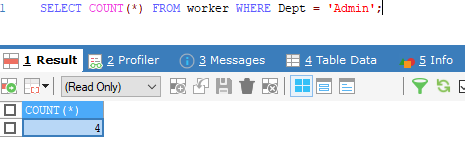 1 SELECT COUNT(*) FROM worker WHERE Dept = 'Admin';
1 Result 2 Profiler 3 Messages 4 Table Data 5 Info
(Read Only)
COUNT(*)
4